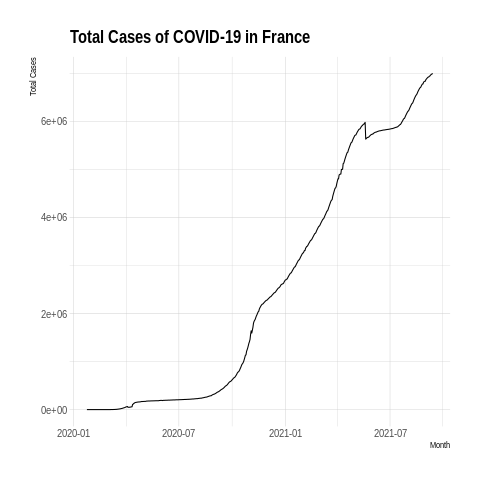 Total Cases of COVID-19 in France
Total Cases
6e+06
4e+06
2e+06
0e+00
2020-01 2020-07 2021-01 2021-07
Month